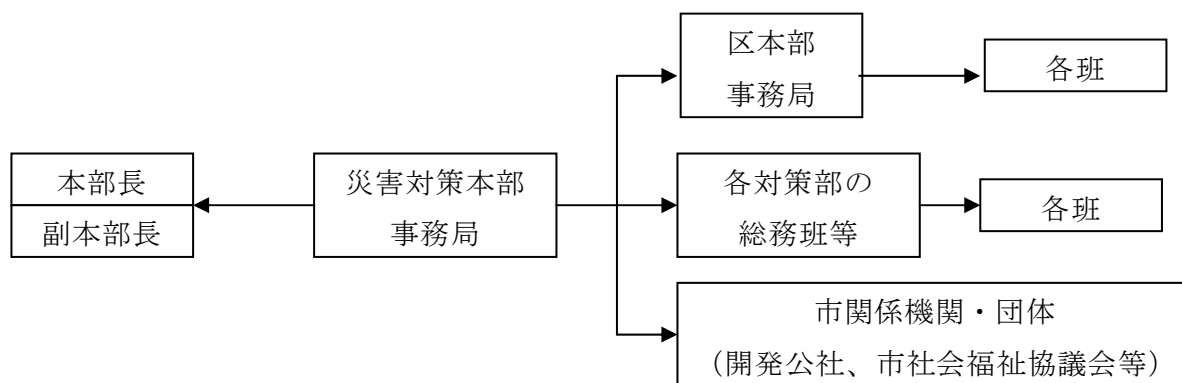 区本部
事務局
各班
本部長
副本部長
災害対策本部
事務局
各対策部の
総務班等
各班
市関係機関・団体
（開発公社、市社会福祉協議会等）